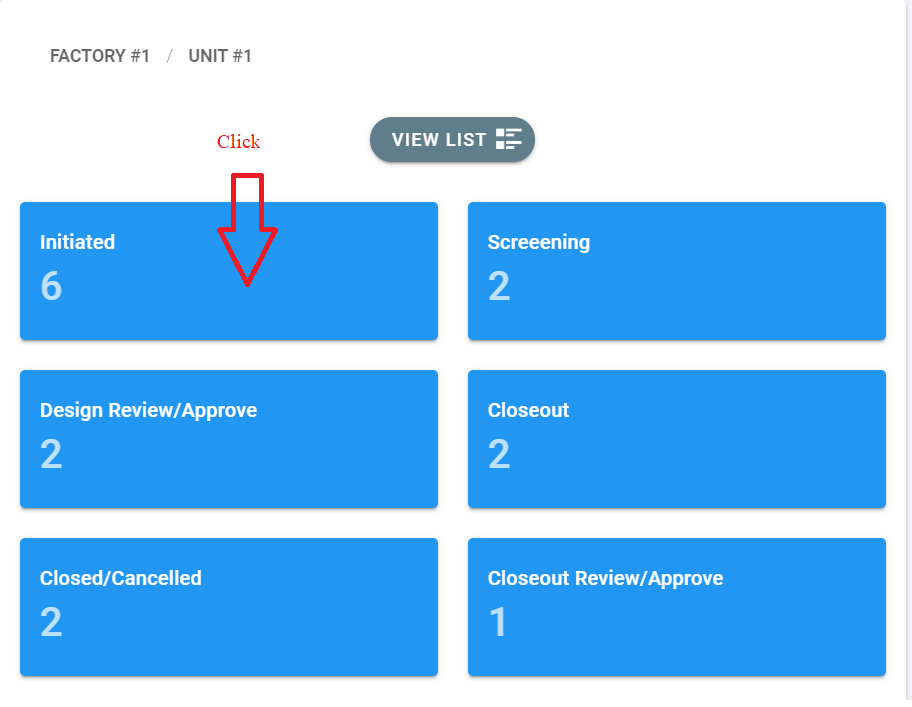 FACTORY #1 / UNIT #1
Click
VIEW LIST
Initiated
6
Screeening
2
Design Review/Approve
2
Closeout
2
Closed/Cancelled
2
Closeout Review/Approve
1